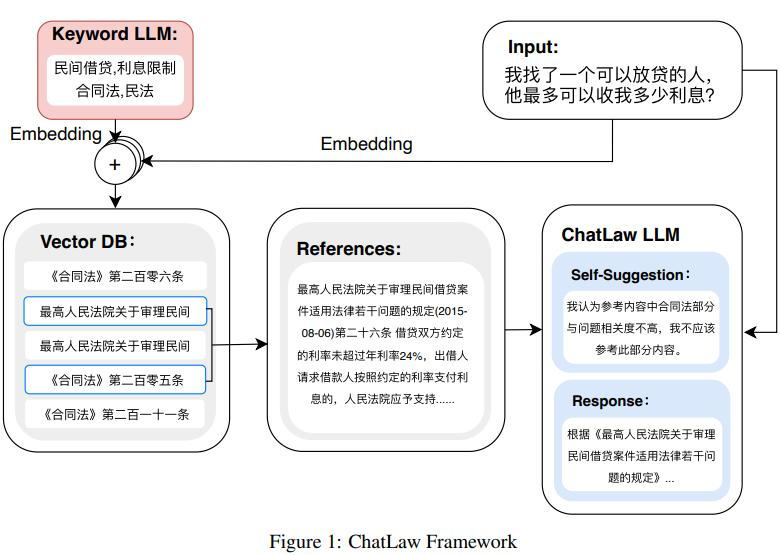 Keyword LLM:
民间借贷,利息限制
合同法,民法
Input:
我找了一个可以放贷的人，
他最多可以收我多少利息?
Embedding
+
Embedding
Vector DB：
《合同法》第二百零六条
最高人民法院关于审理民间
最高人民法院关于审理民间
《合同法》第二百零五条
《合同法》第二百一十一条
References:
最高人民法院关于审理民间借贷案
件适用法律若干问题的规定(2015-
08-06)第二十六条 借贷双方约定
的利率未超过年利率24%，出借人
请求借款人按照约定的利率支付利
息的，人民法院应予支持......
ChatLaw LLM
Self-Suggestion：
我认为参考内容中合同法部分
与问题相关度不高，我不应该
参考此部分内容。
Response：
根据《最高人民法院关于审理
民间借贷案件适用法律若干问
题的规定》...
Figure 1: ChatLaw Framework